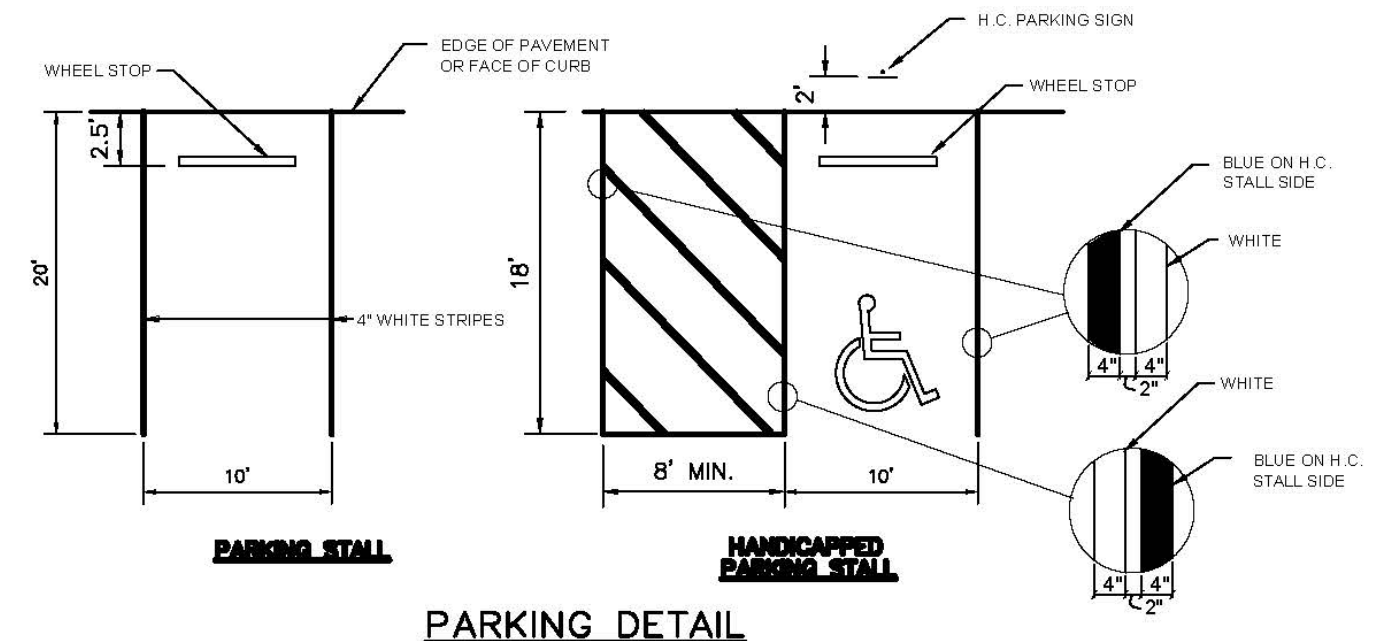 H.C. PARKING SIGN
EDGE OF PAVEMENT
OR FACE OF CURB
WHEEL STOP
WHEEL STOP
2'
2.5'
BLUE ON H.C.
STALL SIDE
WHITE
20'
18'
4" WHITE STRIPES
4" 4"
2"
WHITE
BLUE ON H.C.
STALL SIDE
10'
8' MIN.
10'
4" 4"
2"
PARKING STALL
HANDICAPPED
PARKING STALL
PARKING DETAIL